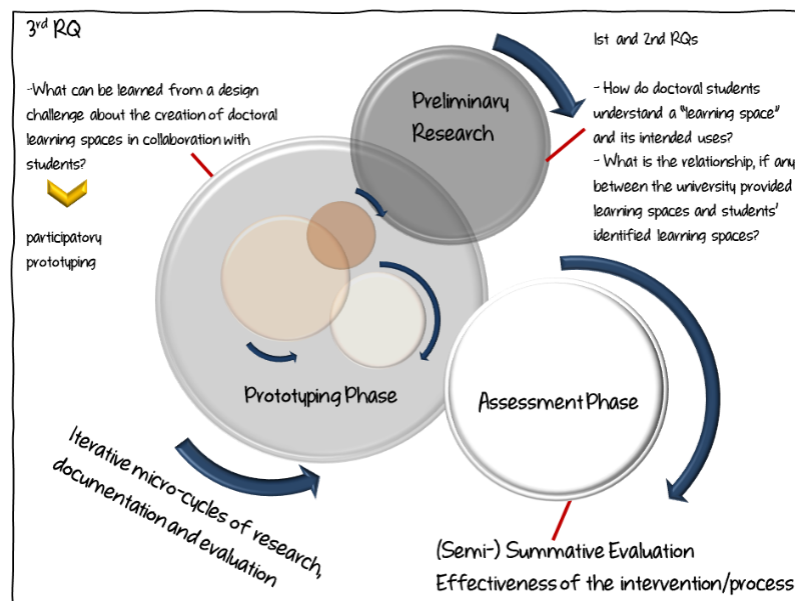 3rd RQ
-What can be learned from a design
challenge about the creation of doctoral
learning spaces in collaboration with
students?
participatory
prototyping
Preliminary
Research
1st and 2nd RQs
- How do doctoral students
understand a "learning space"
and its intended uses?
- What is the relationship, if any
between the university provided
learning spaces and students'
identified learning spaces?
Prototyping Phase
Assessment Phase
Iterative micro-cycles of research,
documentation and evaluation
(Semi-) Summative Evaluation
Effectiveness of the intervention/process